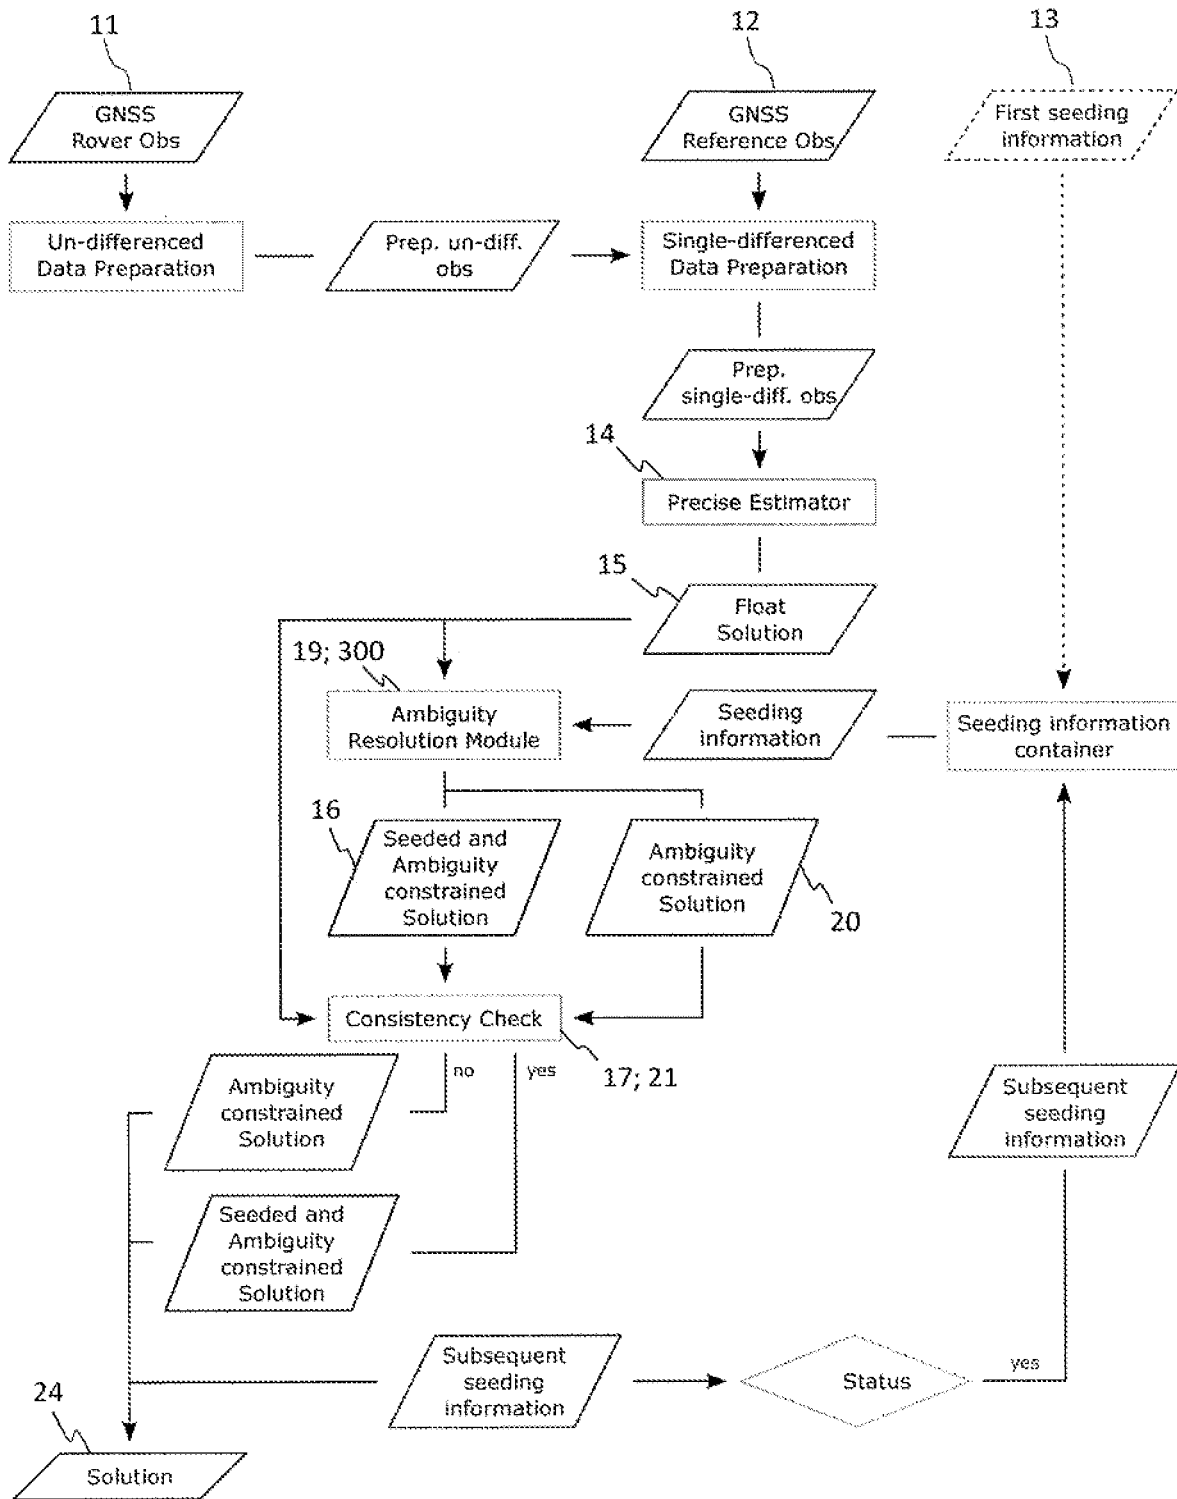 11
12
13
GNSS
Rover Obs
GNSS
Reference Obs
First seeding
information
Un-differenced
Data Preparation
Prep. un-diff.
obs
Single-differenced
Data Preparation
Prep.
single-diff. obs
14
Precise Estimator
15
Float
Solution
19; 300
Ambiguity
Resolution Module
Seeding
information
Seeding information
container
16
Seeded and
Ambiguity
constrained
Solution
Ambiguity
constrained
Solution
20
Consistency Check
17; 21
no
yes
Ambiguity
constrained
Solution
Subsequent
seeding
information
Seeded and
Ambiguity
constrained
Solution
Subsequent
seeding
information
Status
yes
24
Solution